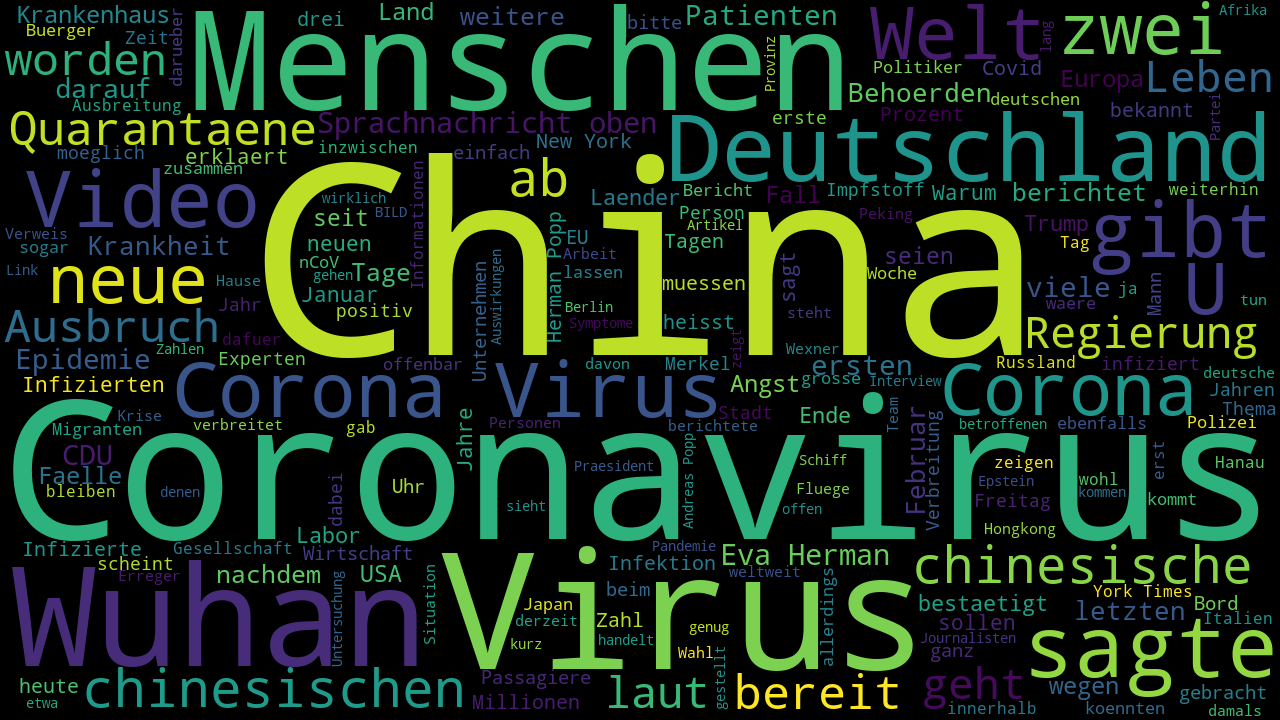 Krankenhaus drei Land weitere bitte Patienten Welt lang zwei Afrika
Buerger Zeit darueber Menschen Provinz Politiker Covid Europa Leben
worden darauf Ausbreitung Behoerden deutschen bekannt Partei
Quarantaene Sprachnachricht oben New York erste Prozent Deutschland
moeglich erklaert inzwischen einfach
zusammen China ab Laender Bericht Fall Impfstoff Warum berichtet weiterhin
Video wirklich BILD seit Informationen Herman Popp Person Artikel Peking Trump gibt
Verweis sogar Krankheit neuen EU Tagen seien Tag
Link neue Hause nCoV gehen Tage Arbeit lassen sagt Woche viele ja Mann U
Jahr Januar Unternehmen Auswirkungen muessen waere tun
Ausbruch dafuer positiv Berlin Symptome heisst steht Regierung
Zahlen zeigt Wexner
Epidemie Experten offenbar davon Merkel ersten Russland infiziert deutsche
Infizierten Corona Virus Angst grosse Interview Corona Jahren
Krise verbreitet gab Jahre Personen berichtete Stadt Ende Team Februar Verbreitung betroffenen ebenfalls Thema Polizei
Migranten
CDU Coronavirus Praesident Andreas Popp Schiff zeigen erst wohl Hanau
Faelle Uhr Fluege Epstein kommen
bleiben denen dabei sieht offen Freitag kommt
Labor Hongkong
Infizierte Gesellschaft Wirtschaft Situation Pandemie Eva Herman allerdings chinesische
scheint Infektion weltweit
Wuhan Erreger nachdem Untersuchung USA Virus beim York Times
Japan Zahl bestaetigt letzten Bord
derzeit genug sollen Italien
kurz handelt Wahl Journalisten sagte
ganz
heute chinesischen Passagiere laut gestellt bereit geht wegen gebracht
etwa Millionen innerhalb koennten damals